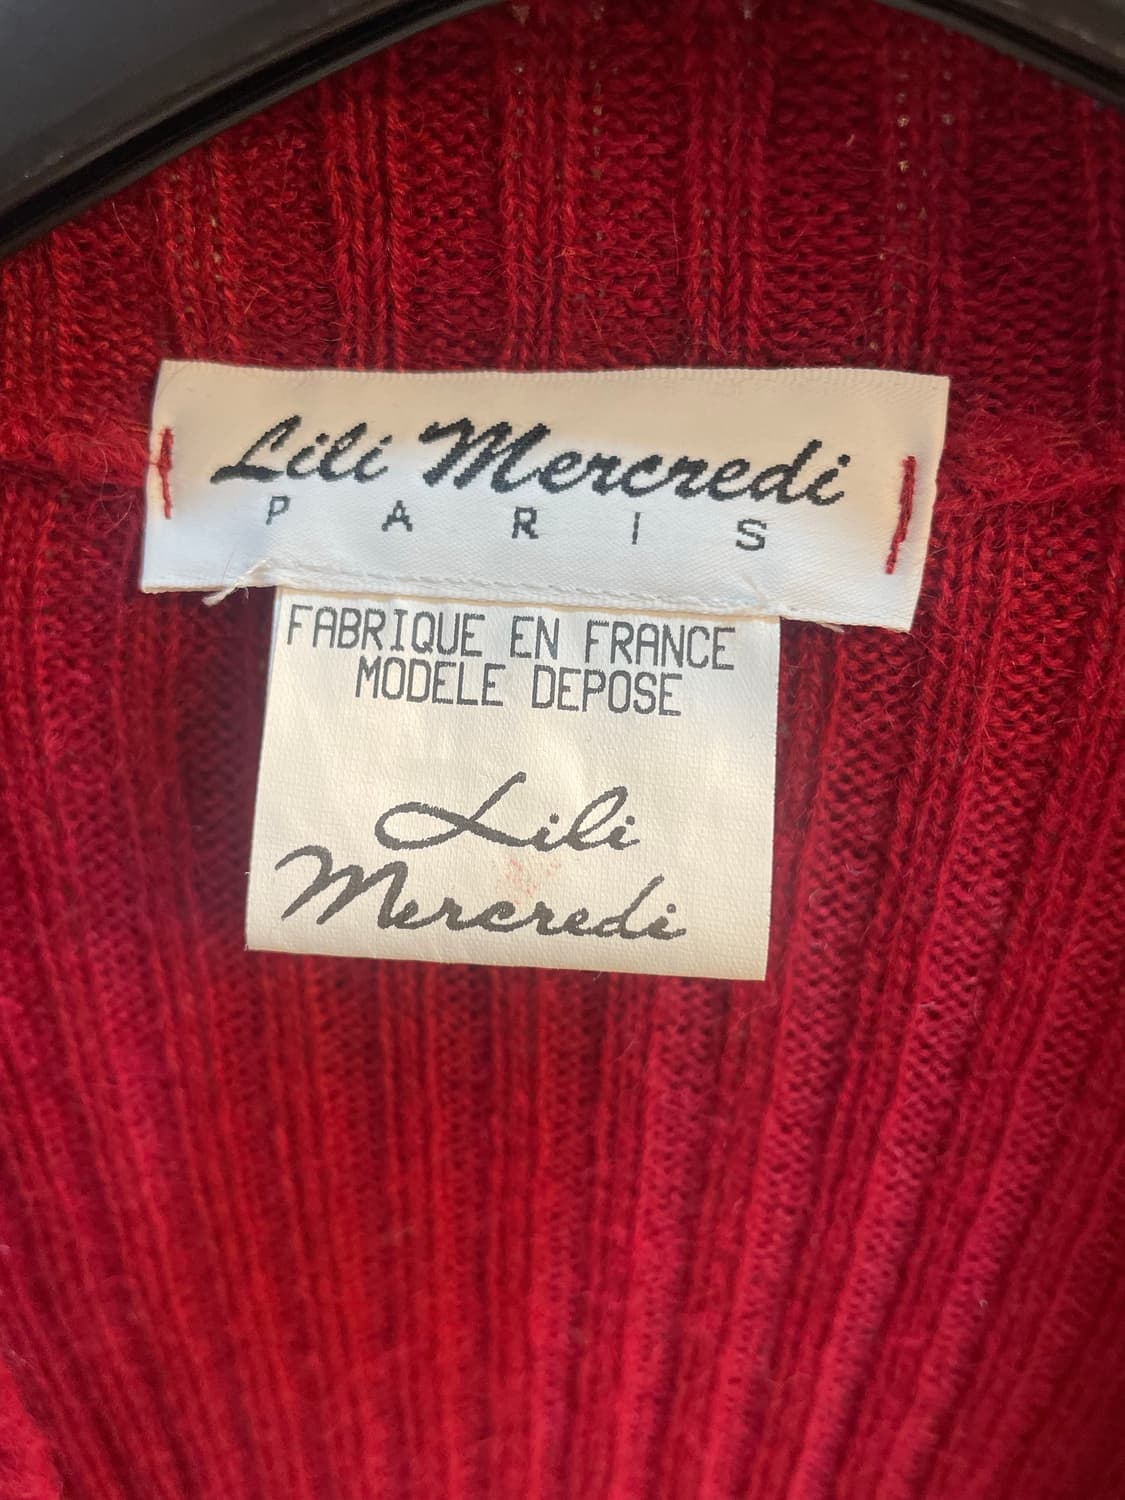 Lili Mercredi
PARIS
FABRIQUE EN FRANCE
MODELE DEPOSE
Lili
Mercredi